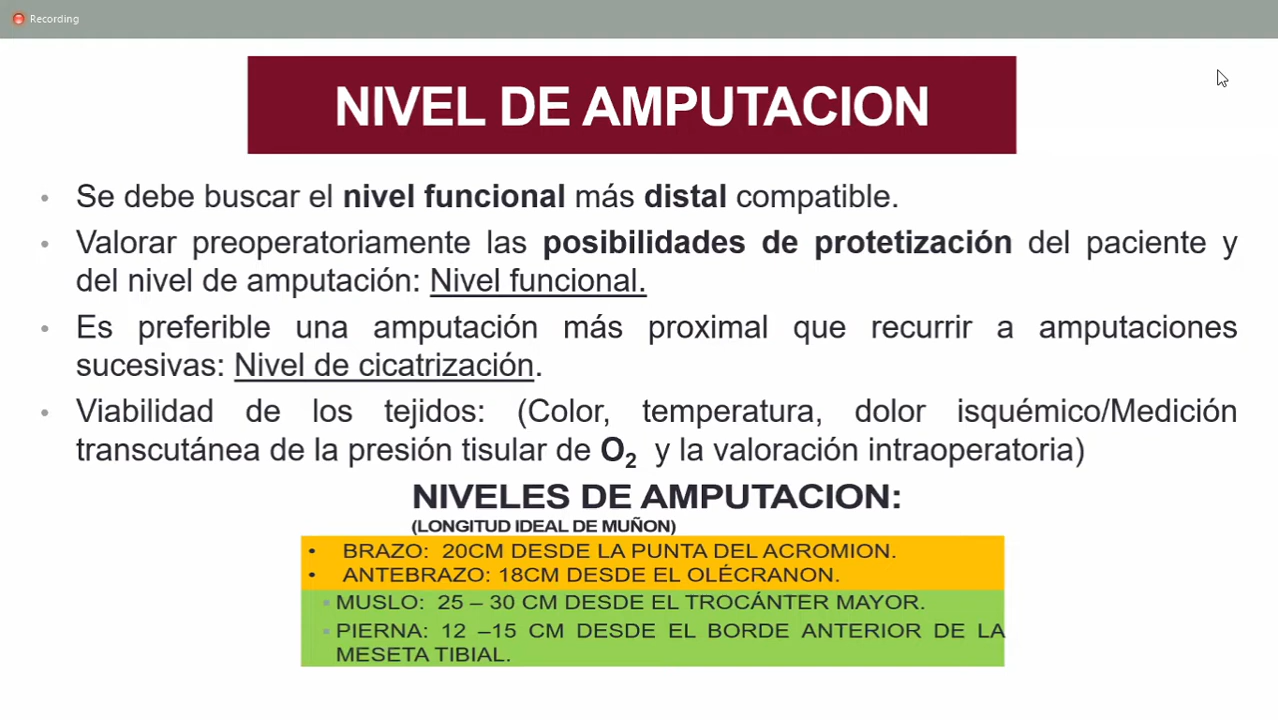 Recording
NIVEL DE AMPUTACION
• Se debe buscar el nivel funcional más distal compatible.
• Valorar preoperatoriamente las posibilidades de protetización del paciente y
del nivel de amputación: Nivel funcional.
• Es preferible una amputación más proximal que recurrir a amputaciones
sucesivas: Nivel de cicatrización.
• Viabilidad de los tejidos: (Color, temperatura, dolor isquémico/Medición
transcutánea de la presión tisular de O₂ y la valoración intraoperatoria)
NIVELES DE AMPUTACION:
(LONGITUD IDEAL DE MUÑON)
• BRAZO: 20CM DESDE LA PUNTA DEL ACROMION.
• ANTEBRAZO: 18CM DESDE EL OLÉCRANON.
▪ MUSLO: 25 – 30 CM DESDE EL TROCÁNTER MAYOR.
▪ PIERNA: 12 –15 CM DESDE EL BORDE ANTERIOR DE LA
MESETA TIBIAL.